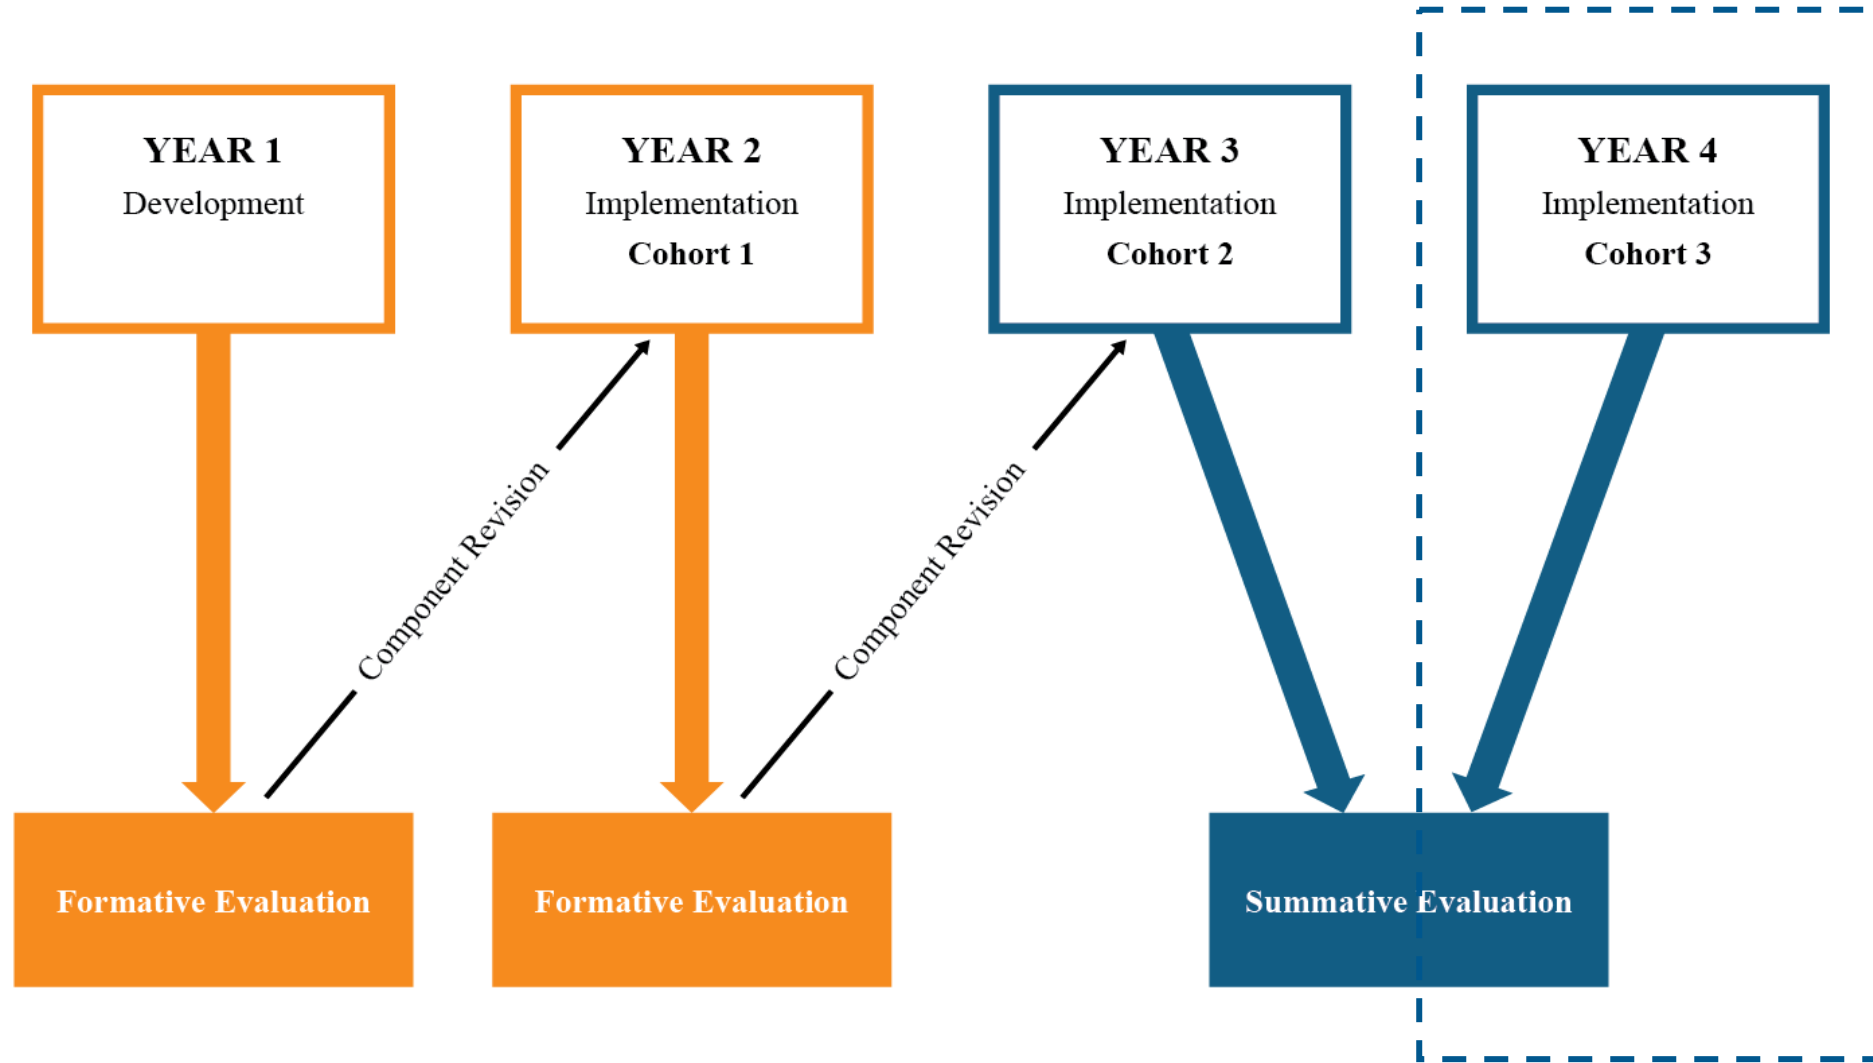 YEAR 1
Development
YEAR 2
Implementation
Cohort 1
YEAR 3
Implementation
Cohort 2
YEAR 4
Implementation
Cohort 3
Component Revision
Component Revision
Formative Evaluation
Formative Evaluation
Summative Evaluation